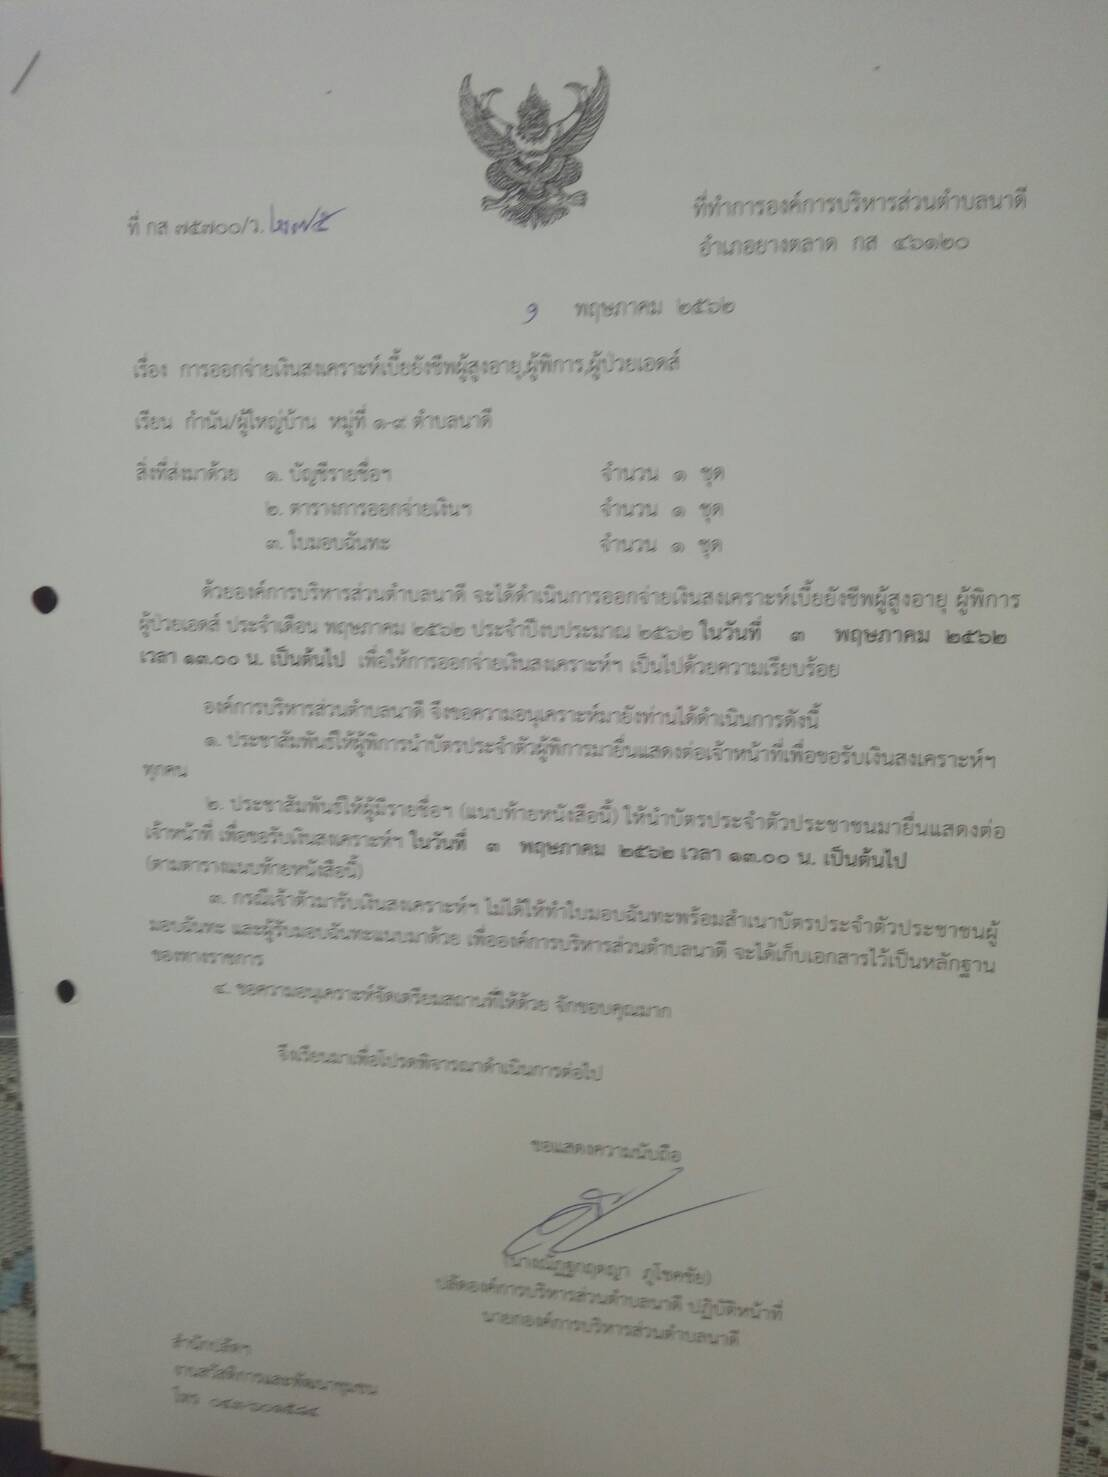 ที่ กส ๗๕๗๐๐/ว.๒๗๕
ที่ทำการองค์การบริหารส่วนตำบลนาดี
อำเภอยางตลาด กส ๔๖๑๒๐
๑ พฤษภาคม ๒๕๖๒
เรื่อง การออกจ่ายเงินสงเคราะห์เบี้ยยังชีพผู้สูงอายุ,ผู้พิการ,ผู้ป่วยเอดส์
เรียน กำนัน/ผู้ใหญ่บ้าน หมู่ที่ ๑-๙ ตำบลนาดี
สิ่งที่ส่งมาด้วย ๑. บัญชีรายชื่อฯ จำนวน ๑ ชุด
๒. ตารางการออกจ่ายเงินฯ จำนวน ๑ ชุด
๓. ใบมอบฉันทะ จำนวน ๑ ชุด
ด้วยองค์การบริหารส่วนตำบลนาดี จะได้ดำเนินการออกจ่ายเงินสงเคราะห์เบี้ยยังชีพผู้สูงอายุ ผู้พิการ
ผู้ป่วยเอดส์ ประจำเดือน พฤษภาคม ๒๕๖๒ ประจำปีงบประมาณ ๒๕๖๒ ในวันที่ ๓ พฤษภาคม ๒๕๖๒
เวลา ๑๓.๐๐ น. เป็นต้นไป เพื่อให้การออกจ่ายเงินสงเคราะห์ฯ เป็นไปด้วยความเรียบร้อย
องค์การบริหารส่วนตำบลนาดี จึงขอความอนุเคราะห์มายังท่านได้ดำเนินการดังนี้
๑. ประชาสัมพันธ์ให้ผู้พิการนำบัตรประจำตัวผู้พิการมายื่นแสดงต่อเจ้าหน้าที่เพื่อขอรับเงินสงเคราะห์ฯ
ทุกคน
๒. ประชาสัมพันธ์ให้ผู้มีรายชื่อฯ (แนบท้ายหนังสือนี้) ให้นำบัตรประจำตัวประชาชนมายื่นแสดงต่อ
เจ้าหน้าที่ เพื่อขอรับเงินสงเคราะห์ฯ ในวันที่ ๓ พฤษภาคม ๒๕๖๒ เวลา ๑๓.๐๐ น. เป็นต้นไป
(ตามตารางแนบท้ายหนังสือนี้)
๓. กรณีเจ้าตัวมารับเงินสงเคราะห์ฯ ไม่ได้ให้ทำใบมอบฉันทะพร้อมสำเนาบัตรประจำตัวประชาชนผู้
มอบฉันทะ และผู้รับมอบฉันทะแนบมาด้วย เพื่อองค์การบริหารส่วนตำบลนาดี จะได้เก็บเอกสารไว้เป็นหลักฐาน
ของทางราชการ
๔. ขอความอนุเคราะห์จัดเตรียมสถานที่ให้ด้วย จักขอบคุณมาก
จึงเรียนมาเพื่อโปรดพิจารณาดำเนินการต่อไป
ขอแสดงความนับถือ
ภูโชคชัย)
ปลัดองค์การบริหารส่วนตำบลนาดี ปฏิบัติหน้าที่
นายกองค์การบริหารส่วนตำบลนาดี
สำนักปลัดฯ
งานสวัสดิการและพัฒนาชุมชน
โทร